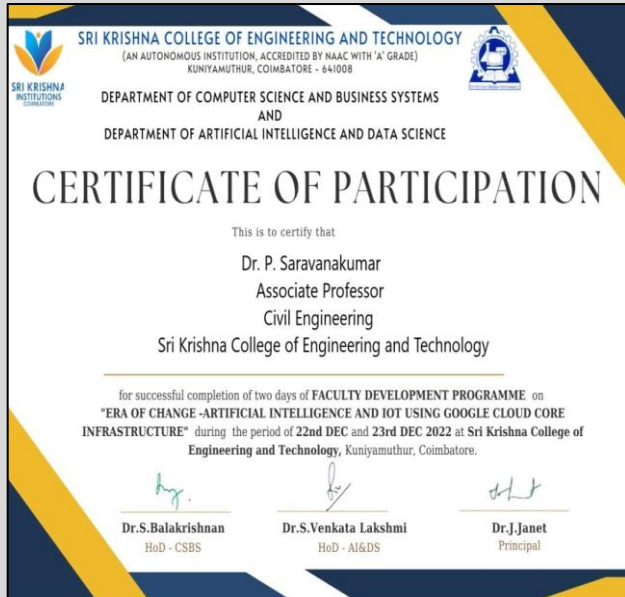 SRI KRISHNA COLLEGE OF ENGINEERING AND TECHNOLOGY
(AN AUTONOMOUS INSTITUTION, ACCREDITED BY NAAC WITH 'A' GRADE)
KUNIYAMUTHUR, COIMBATORE - 641008
SRI KRISHNA
INSTITUTIONS
COIMBATORE
DEPARTMENT OF COMPUTER SCIENCE AND BUSINESS SYSTEMS
AND
DEPARTMENT OF ARTIFICIAL INTELLIGENCE AND DATA SCIENCE
CERTIFICATE OF PARTICIPATION
This is to certify that
Dr. P. Saravanakumar
Associate Professor
Civil Engineering
Sri Krishna College of Engineering and Technology
for successful completion of two days of FACULTY DEVELOPMENT PROGRAMME on
"ERA OF CHANGE -ARTIFICIAL INTELLIGENCE AND IOT USING GOOGLE CLOUD CORE
INFRASTRUCTURE" during the period of 22nd DEC and 23rd DEC 2022 at Sri Krishna College of
Engineering and Technology, Kuniyamuthur, Coimbatore.
Dr.S.Balakrishnan
HoD - CSBS
Dr.S.Venkata Lakshmi
HoD - AI&DS
Dr.J.Janet
Principal